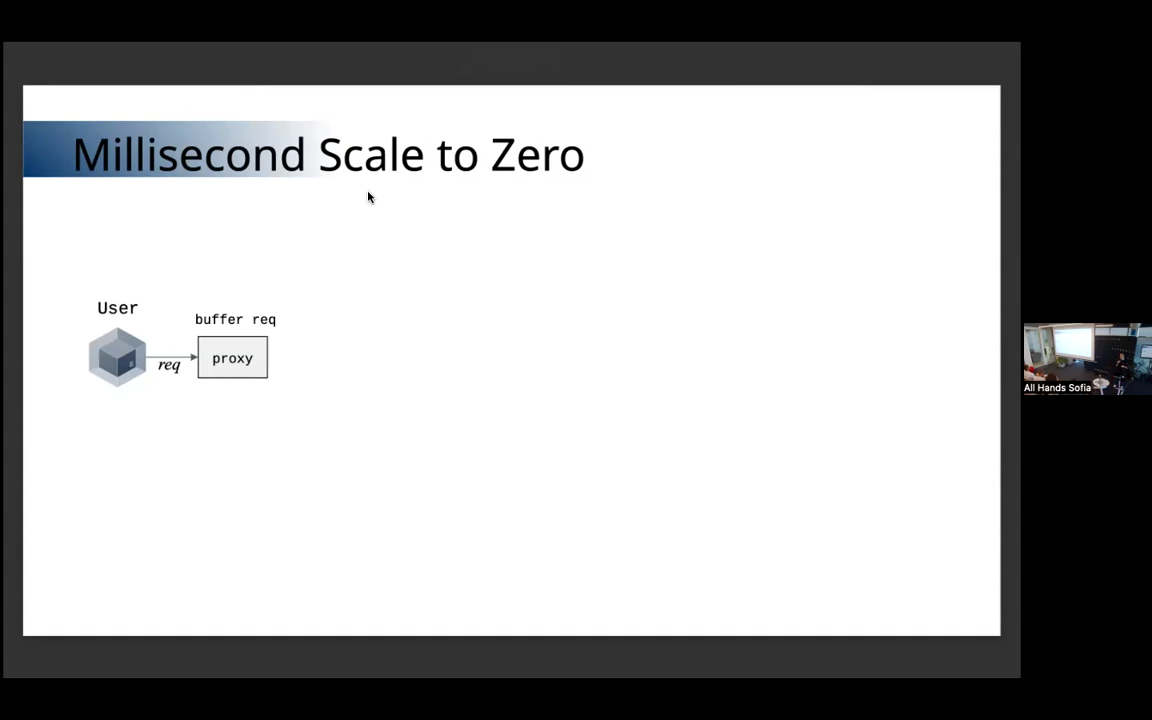 Millisecond Scale to Zero
User
buffer req
req
proxy
All Hands Sofia